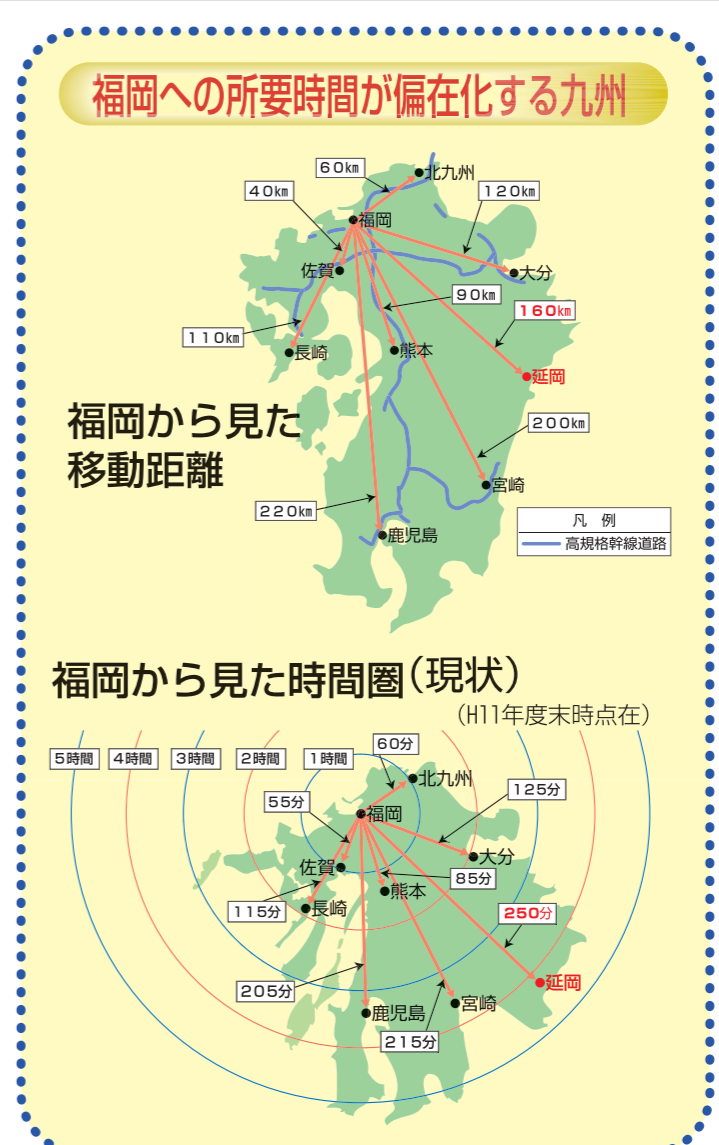 福岡への所要時間が偏在化する九州
60㎞
北九州
40㎞
120㎞
福岡
佐賀
大分
90㎞
160㎞
110㎞
長崎
熊本
延岡
福岡から見た
移動距離
200㎞
宮崎
220㎞
凡 例
鹿児島
高規格幹線道路
福岡から見た時間圏(現状)
(H11年度末時点在)
60分
5時間
4時間
3時間
2時間
1時間
北九州
125分
55分
福岡
大分
佐賀
85分
熊本
115分
長崎
250分
延岡
205分
宮崎
鹿児島
215分